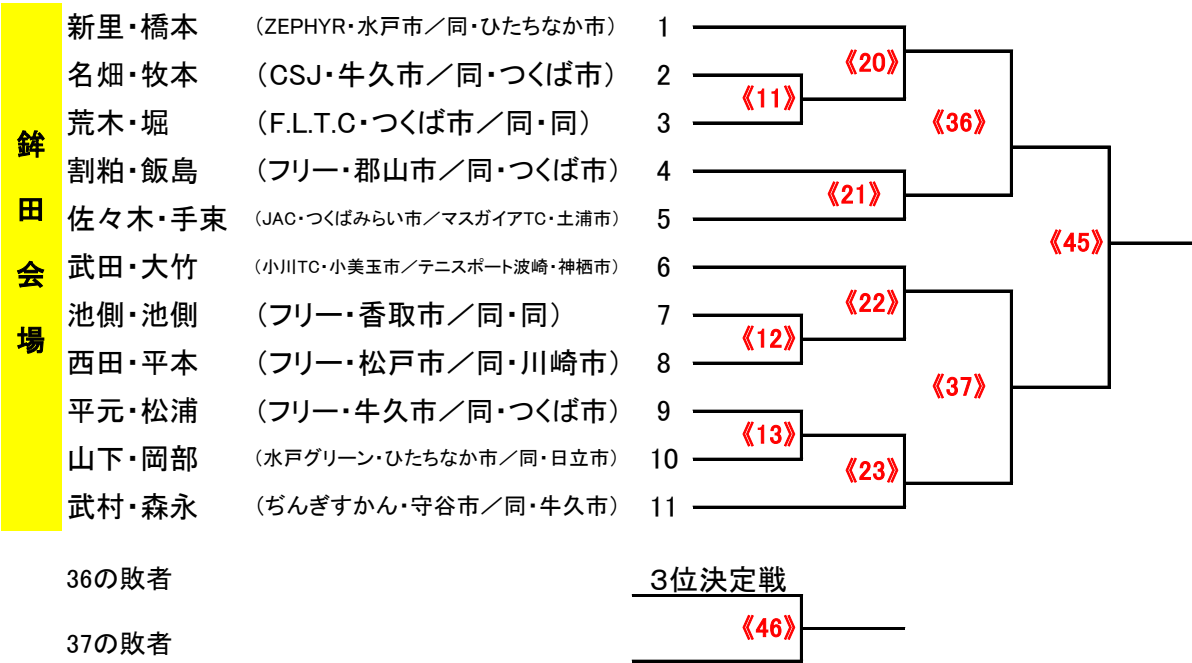 鉾田会場
新里・橋本 （ZEPHYR・水戸市／同・ひたちなか市） 1
《20》
名畑・牧本 （CSJ・牛久市／同・つくば市） 2
《11》
荒木・堀 （F.L.T.C・つくば市／同・同） 3
《36》
割粕・飯島 （フリー・郡山市／同・つくば市） 4
《21》
佐々木・手束 （JAC・つくばみらい市／マスガイアTC・土浦市） 5
《45》
武田・大竹 （小川TC・小美玉市／テニスポート波崎・神栖市） 6
《22》
池側・池側 （フリー・香取市／同・同） 7
《12》
西田・平本 （フリー・松戸市／同・川崎市） 8
《37》
平元・松浦 （フリー・牛久市／同・つくば市） 9
《13》
山下・岡部 （水戸グリーン・ひたちなか市／同・日立市） 10
《23》
武村・森永 （ぢんぎすかん・守谷市／同・牛久市） 11
36の敗者 ３位決定戦
《46》
37の敗者